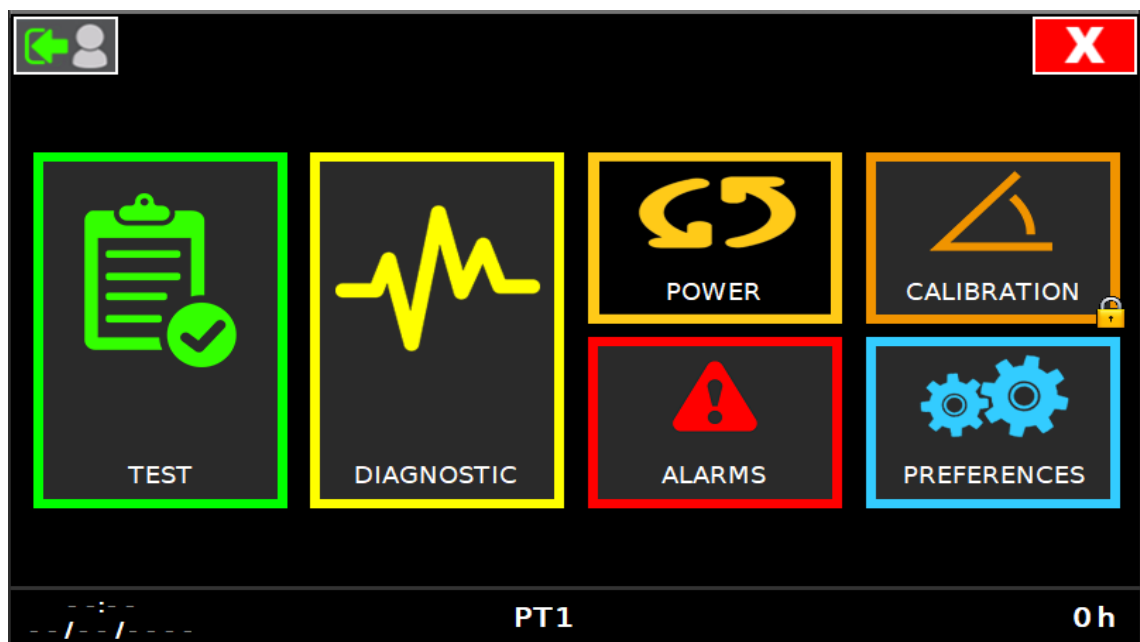 X
POWER
CALIBRATION
TEST
DIAGNOSTIC
ALARMS
PREFERENCES
--:--
--/--/----
PT1
0 h